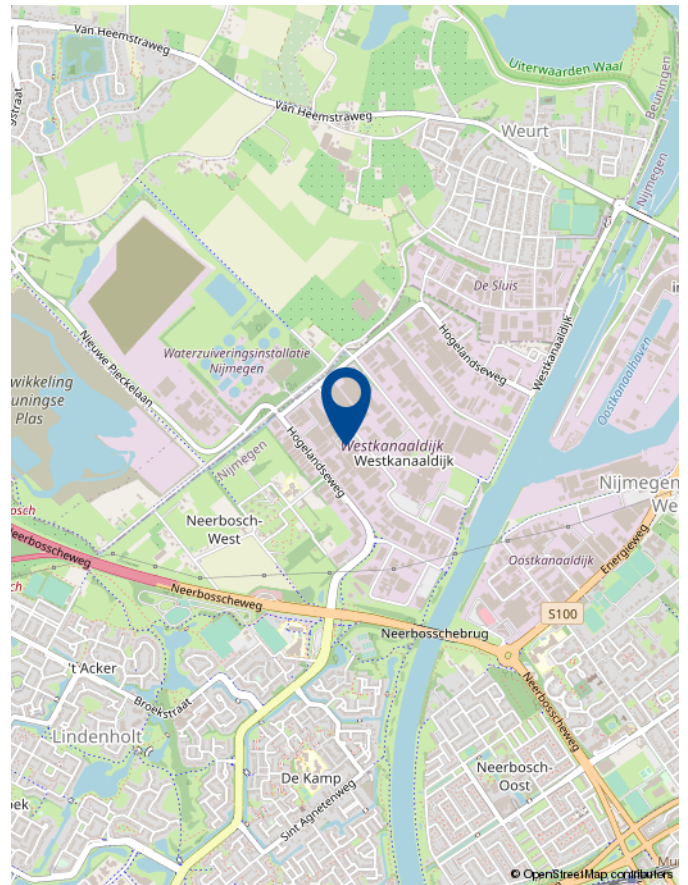 Van Heemstraweg
Uiterwaarden Waal
Beuningen
Van Heemstraweg
Weurt
Nijmegen
De Sluis
Nieuwe Pieckelaan
Waterzuiveringsinstallatie
Nijmegen
Hogelandseweg
Westkanaaldijk
Oostkanaalhaven
wikkeling
Plas
Nijmegen
Hogelandseweg
Westkanaaldijk
Westkanaaldijk
Nijmegen
Neerbosch-
West
Oostkanaaldijk
Energieweg
Neerbosscheweg
Neerbosscheweg
S100
Neerbosschebrug
't Acker
Broekstraat
Neerbosscheweg
Lindenholt
De Kamp
Neerbosch-
Oost
Sint Agnetenweg
© OpenStreetMap contributors